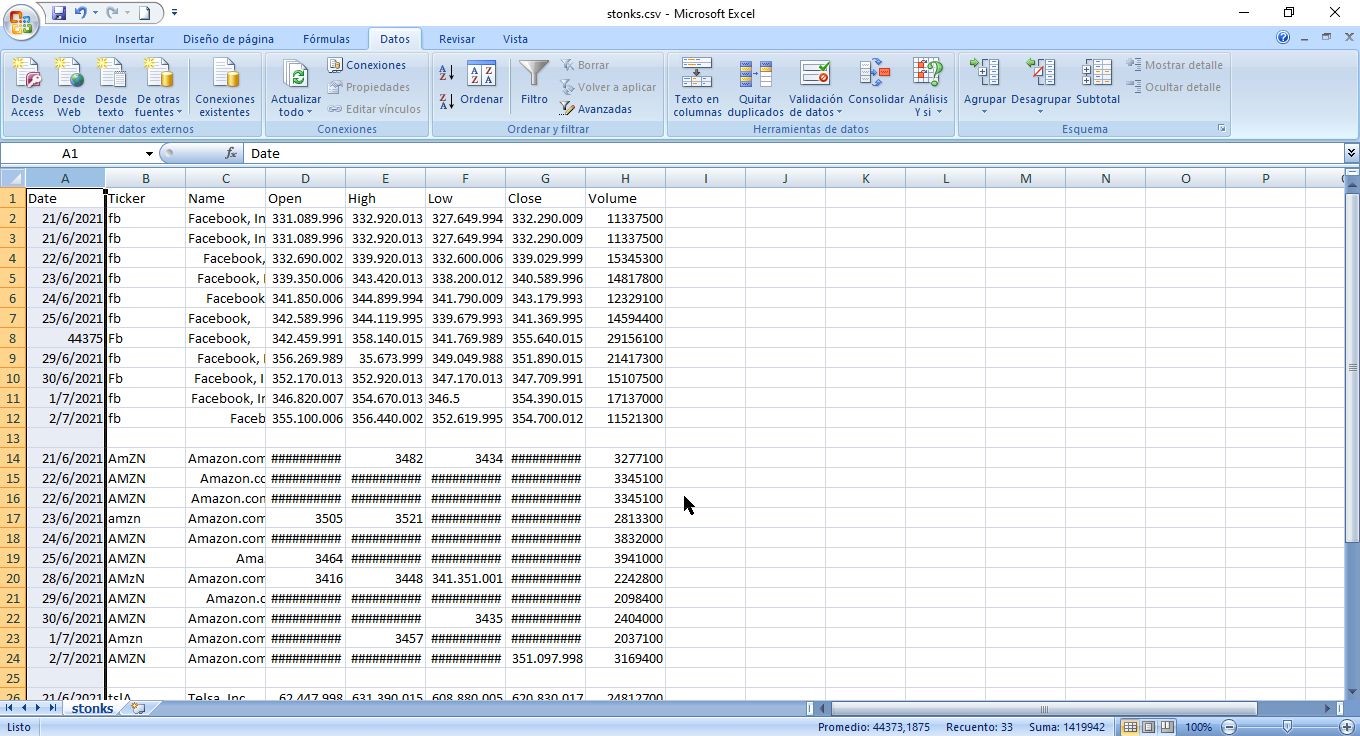 stonks.csv - Microsoft Excel
Inicio Insertar Diseño de página Fórmulas Datos Revisar Vista
Desde Access
Desde Web
Desde texto
De otras fuentes
Conexiones existentes
Obtener datos externos
Actualizar todo
Conexiones
Propiedades
Editar vínculos
Conexiones
A Z
Z A
A Z Z A
Ordenar
Filtro
Borrar
Volver a aplicar
Avanzadas
Ordenar y filtrar
Texto en columnas
Quitar duplicados
Validación de datos
Consolidar
Análisis Y si
Herramientas de datos
Agrupar
Desagrupar
Subtotal
Mostrar detalle
Ocultar detalle
Esquema
A1 fx Date
A B C D E F G H I J K L M N O P
1 Date Ticker Name Open High Low Close Volume
2 21/6/2021 fb Facebook, In 331.089.996 332.920.013 327.649.994 332.290.009 11337500
3 21/6/2021 fb Facebook, In 331.089.996 332.920.013 327.649.994 332.290.009 11337500
4 22/6/2021 fb Facebook, 332.690.002 339.920.013 332.600.006 339.029.999 15345300
5 23/6/2021 fb Facebook, I 339.350.006 343.420.013 338.200.012 340.589.996 14817800
6 24/6/2021 fb Facebook 341.850.006 344.899.994 341.790.009 343.179.993 12329100
7 25/6/2021 fb Facebook, 342.589.996 344.119.995 339.679.993 341.369.995 14594400
8 44375 Fb Facebook, 342.459.991 358.140.015 341.769.989 355.640.015 29156100
9 29/6/2021 fb Facebook, I 356.269.989 35.673.999 349.049.988 351.890.015 21417300
10 30/6/2021 Fb Facebook, I 352.170.013 352.920.013 347.170.013 347.709.991 15107500
11 1/7/2021 fb Facebook, In 346.820.007 354.670.013 346.5 354.390.015 17137000
12 2/7/2021 fb Faceb 355.100.006 356.440.002 352.619.995 354.700.012 11521300
13
14 21/6/2021 AmZN Amazon.com ########## 3482 3434 ########## 3277100
15 22/6/2021 AMZN Amazon.co ########## ########## ########## ########## 3345100
16 22/6/2021 AMZN Amazon.con ########## ########## ########## ########## 3345100
17 23/6/2021 amzn Amazon.com 3505 3521 ########## ########## 2813300
18 24/6/2021 AMZN Amazon.com ########## ########## ########## ########## 3832000
19 25/6/2021 AMZN Ama 3464 ########## ########## ########## 3941000
20 28/6/2021 AMzN Amazon.com 3416 3448 341.351.001 ########## 2242800
21 29/6/2021 AMZN Amazon.c ########## ########## ########## ########## 2098400
22 30/6/2021 AMZN Amazon.com ########## ########## 3435 ########## 2404000
23 1/7/2021 Amzn Amazon.com ########## 3457 ########## ########## 2037100
24 2/7/2021 AMZN Amazon.com ########## ########## ########## 351.097.998 3169400
25
26 21/6/2021 tslA Telsa, Inc 62.447.998 631.390.015 608.880.005 620.830.017 24812700
stonks
Listo Promedio: 44373,1875 Recuento: 33 Suma: 1419942 100%